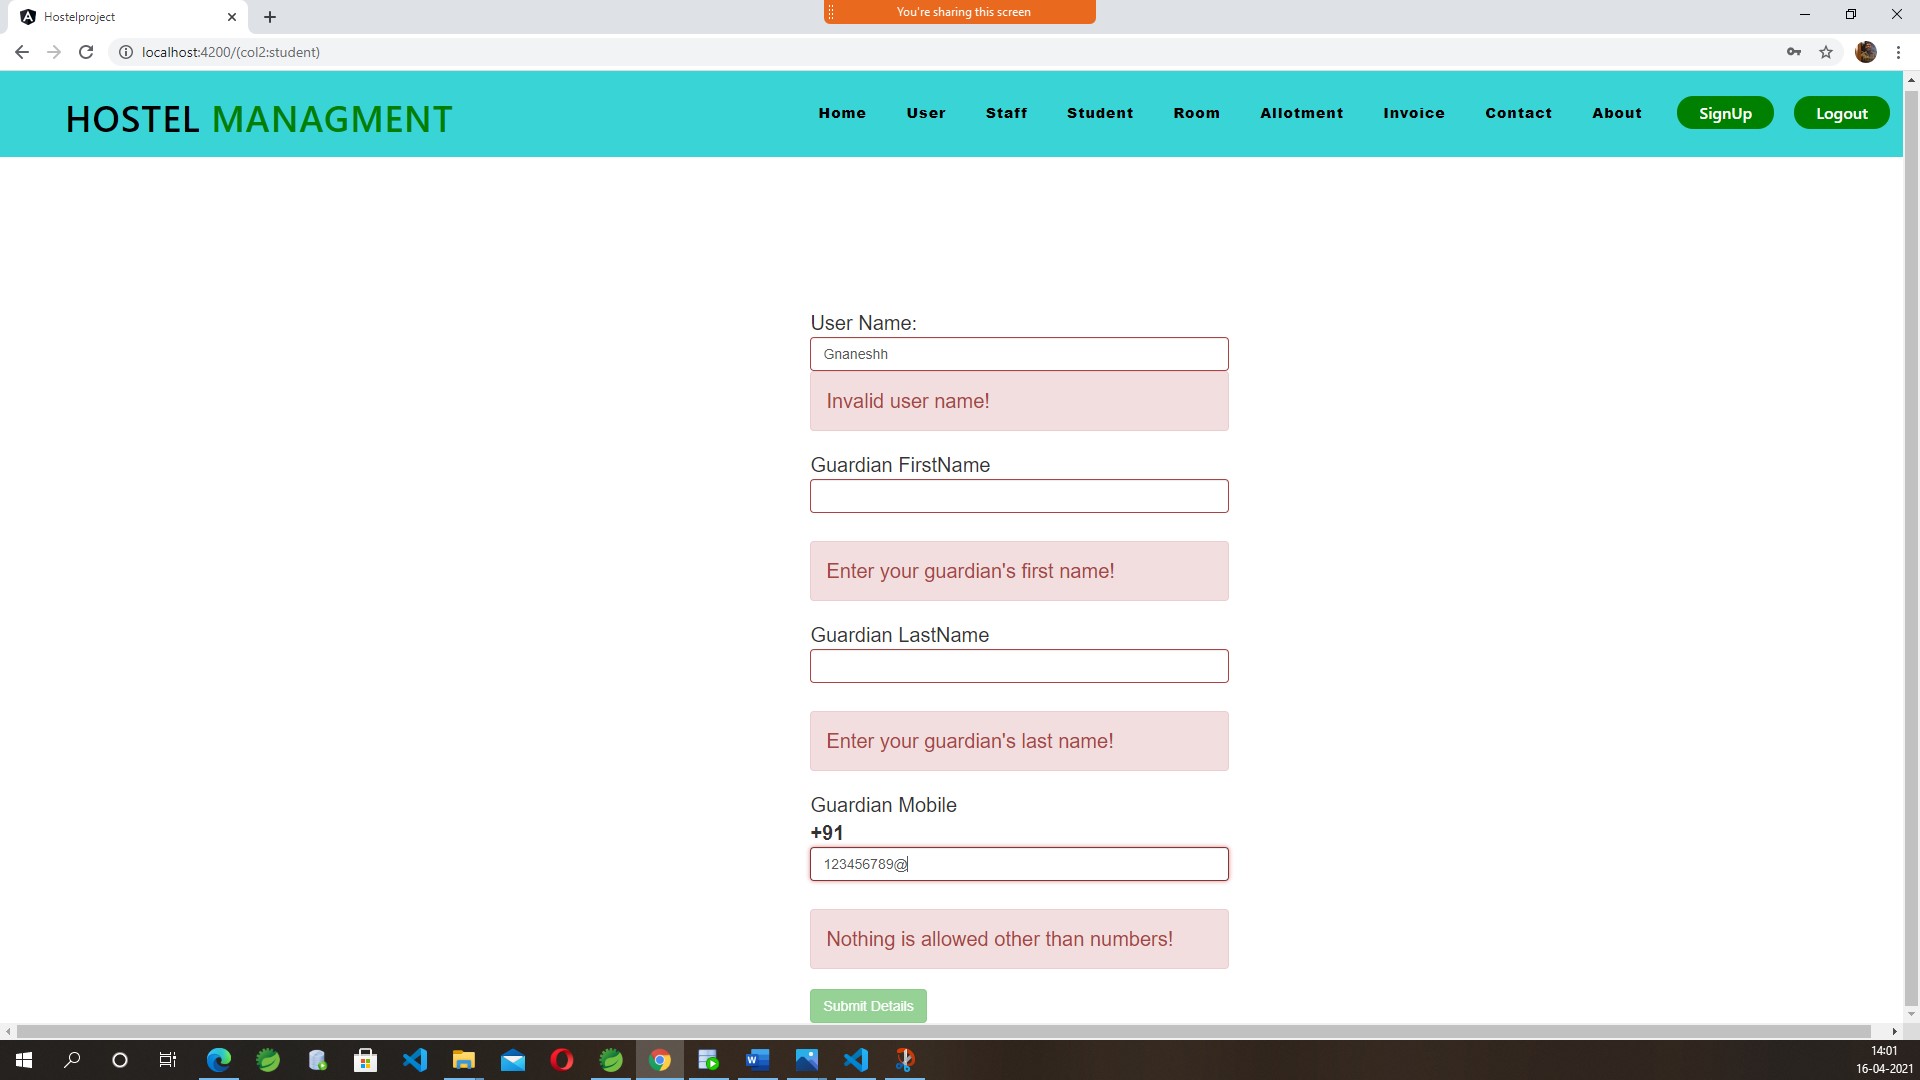 Hostelproject
You're sharing this screen
localhost:4200/(col2:student)
HOSTEL MANAGMENT
Home User Staff Student Room Allotment Invoice Contact About SignUp Logout
User Name:
Gnaneshh
Invalid user name!
Guardian FirstName
Enter your guardian's first name!
Guardian LastName
Enter your guardian's last name!
Guardian Mobile
+91
123456789@
Nothing is allowed other than numbers!
Submit Details
14:01
16-04-2021